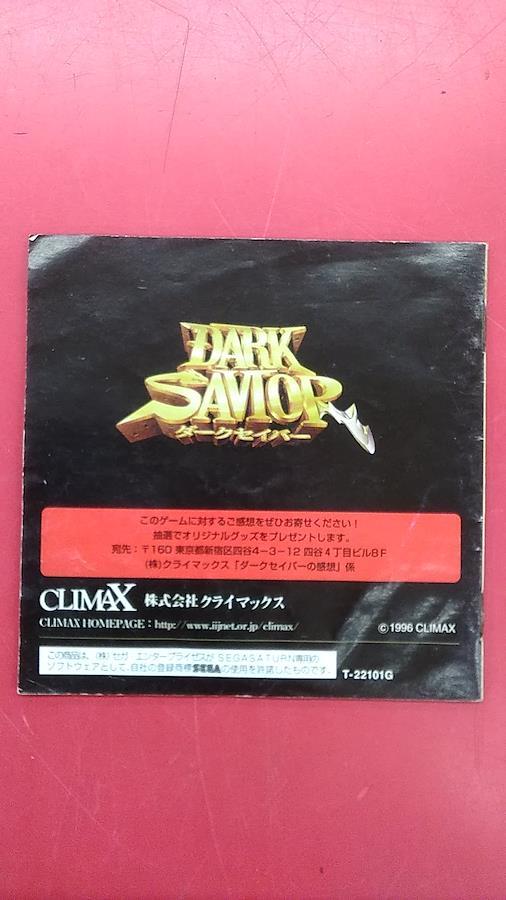 DARK
SAVIOR
ダークセイバー
このゲームに対するご感想をぜひお寄せください！
抽選でオリジナルグッズをプレゼントします。
宛先：〒160 東京都新宿区四谷4-3-12 四谷4丁目ビル8F
(株)クライマックス「ダークセイバーの感想」係
CLIMAX 株式会社クライマックス
CLIMAX HOMEPAGE：http://www.iijnet.or.jp/climax/
©1996 CLIMAX
この商品は、(株)セガ・エンタープライゼスがSEGASATURN専用の
ソフトウェアとして、自社の登録商標SEGAの使用を許諾したものです。
T-22101G